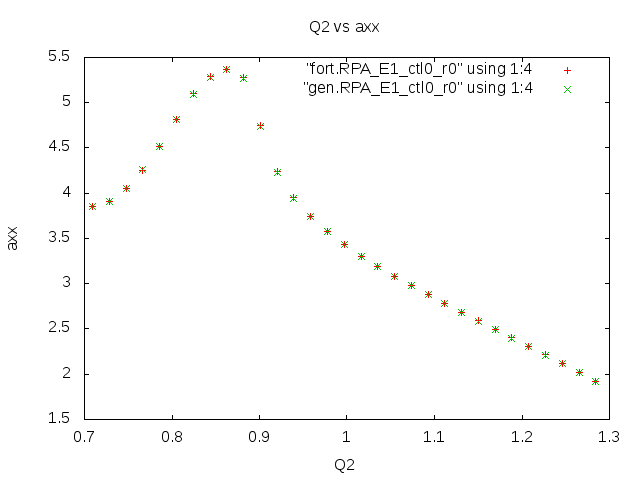 Q2 vs axx
"fort.RPA_E1_ctl0_r0" using 1:4
"gen.RPA_E1_ctl0_r0" using 1:4
5.5
5
4.5
4
3.5
3
2.5
2
1.5
axx
0.7 0.8 0.9 1 1.1 1.2 1.3
Q2